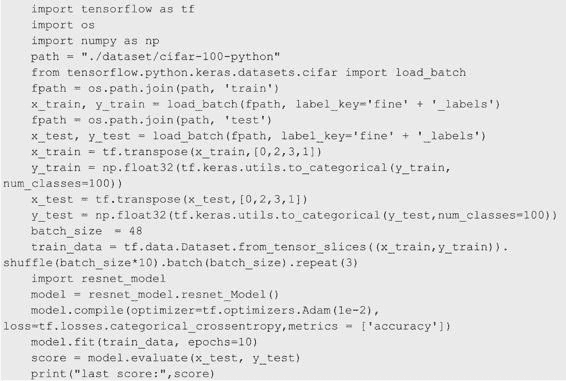 import tensorflow as tf
import os
import numpy as np
path = "./dataset/cifar-100-python"
from tensorflow.python.keras.datasets.cifar import load_batch
fpath = os.path.join(path, 'train')
x_train, y_train = load_batch(fpath, label_key='fine' + '_labels')
fpath = os.path.join(path, 'test')
x_test, y_test = load_batch(fpath, label_key='fine' + '_labels')
x_train = tf.transpose(x_train,[0,2,3,1])
y_train = np.float32(tf.keras.utils.to_categorical(y_train,
num_classes=100))
x_test = tf.transpose(x_test,[0,2,3,1])
y_test = np.float32(tf.keras.utils.to_categorical(y_test,num_classes=100))
batch_size = 48
train_data = tf.data.Dataset.from_tensor_slices((x_train,y_train)).
shuffle(batch_size*10).batch(batch_size).repeat(3)
import resnet_model
model = resnet_model.resnet_Model()
model.compile(optimizer=tf.optimizers.Adam(1e-2),
loss=tf.losses.categorical_crossentropy,metrics = ['accuracy'])
model.fit(train_data, epochs=10)
score = model.evaluate(x_test, y_test)
print("last score:",score)